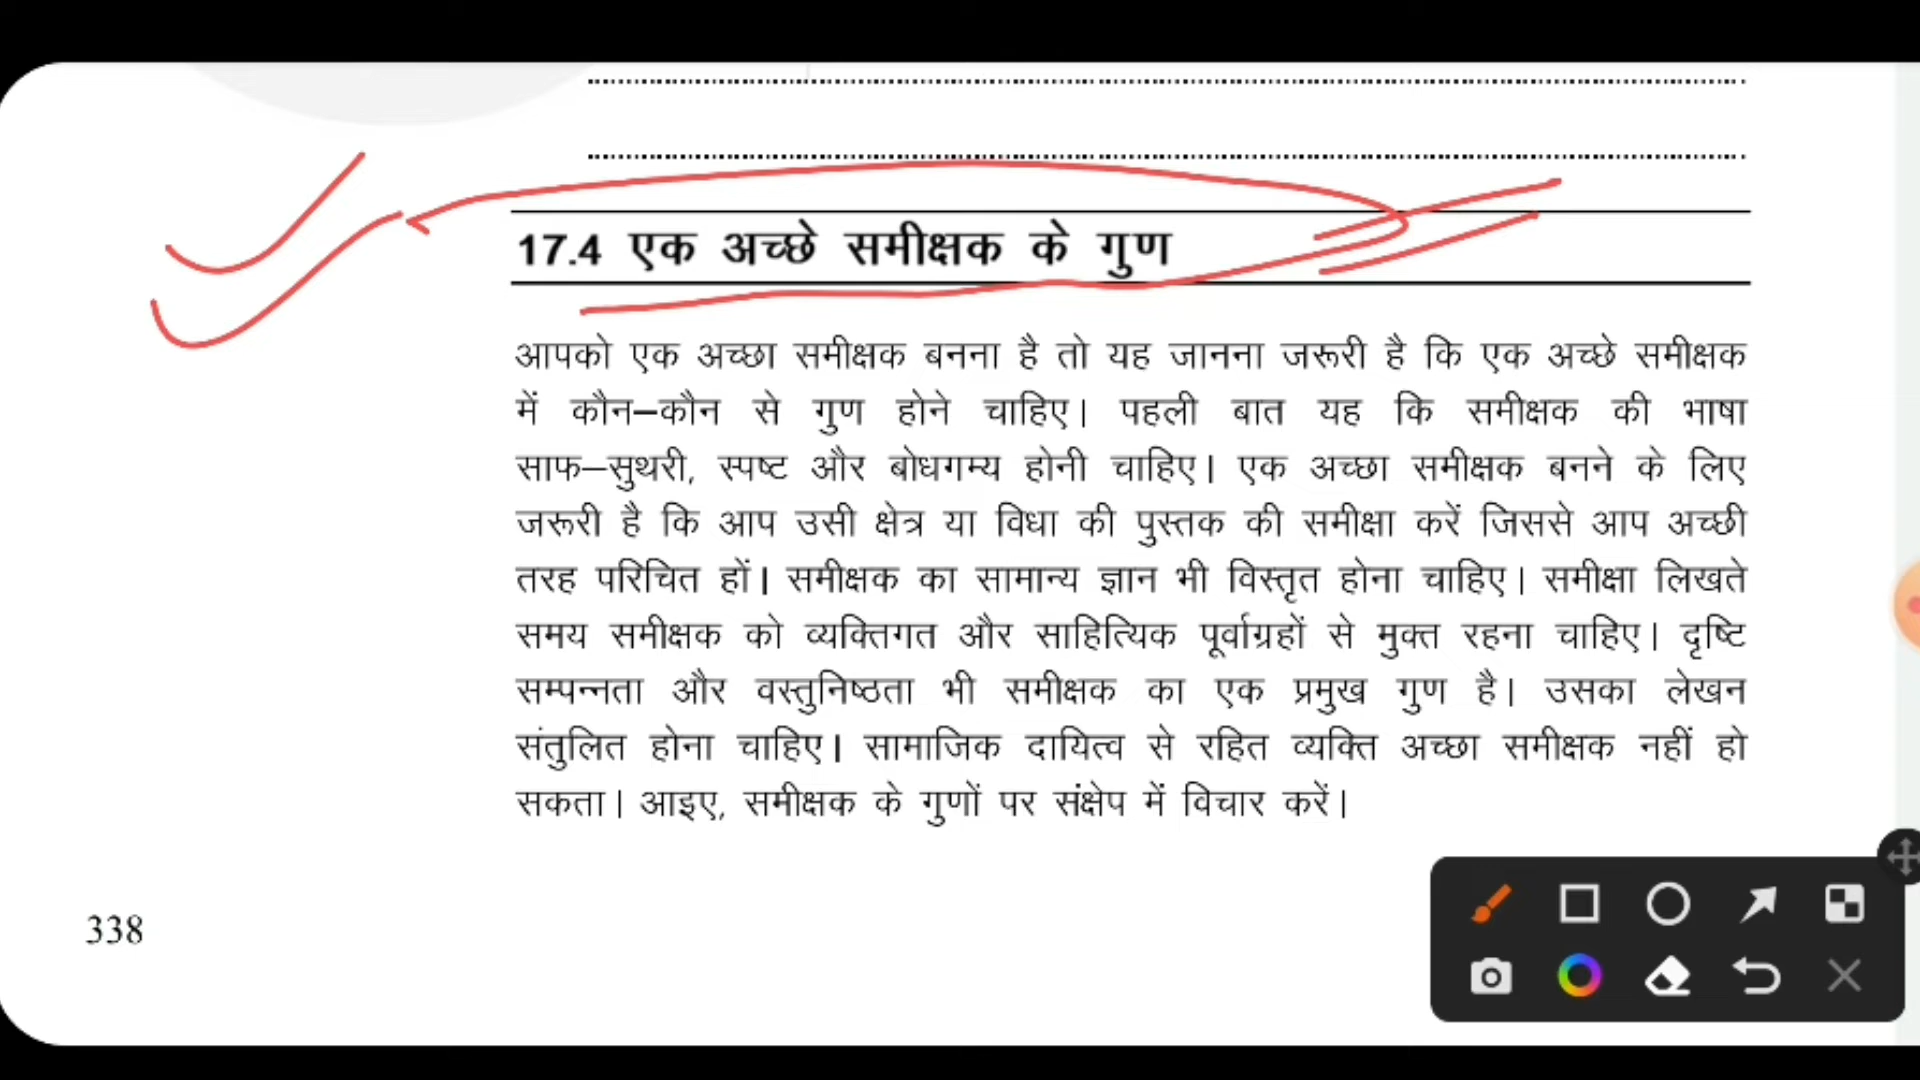 17.4 एक अच्छे समीक्षक के गुण
आपको एक अच्छा समीक्षक बनना है तो यह जानना जरूरी है कि एक अच्छे समीक्षक
में कौन–कौन से गुण होने चाहिए। पहली बात यह कि समीक्षक की भाषा
साफ–सुथरी, स्पष्ट और बोधगम्य होनी चाहिए। एक अच्छा समीक्षक बनने के लिए
जरूरी है कि आप उसी क्षेत्र या विधा की पुस्तक की समीक्षा करें जिससे आप अच्छी
तरह परिचित हों। समीक्षक का सामान्य ज्ञान भी विस्तृत होना चाहिए। समीक्षा लिखते
समय समीक्षक को व्यक्तिगत और साहित्यिक पूर्वाग्रहों से मुक्त रहना चाहिए। दृष्टि
सम्पन्नता और वस्तुनिष्ठता भी समीक्षक का एक प्रमुख गुण है। उसका लेखन
संतुलित होना चाहिए। सामाजिक दायित्व से रहित व्यक्ति अच्छा समीक्षक नहीं हो
सकता। आइए, समीक्षक के गुणों पर संक्षेप में विचार करें।
338